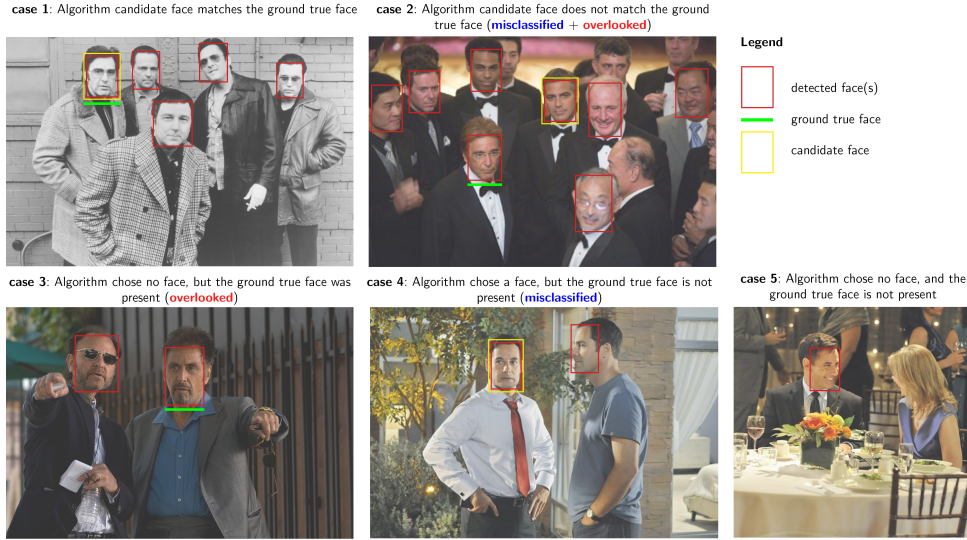 case 1: Algorithm candidate face matches the ground true face
case 2: Algorithm candidate face does not match the ground
true face (misclassified + overlooked)
Legend
detected face(s)
ground true face
candidate face
case 3: Algorithm chose no face, but the ground true face was
present (overlooked)
case 4: Algorithm chose a face, but the ground true face is not
present (misclassified)
case 5: Algorithm chose no face, and the
ground true face is not present